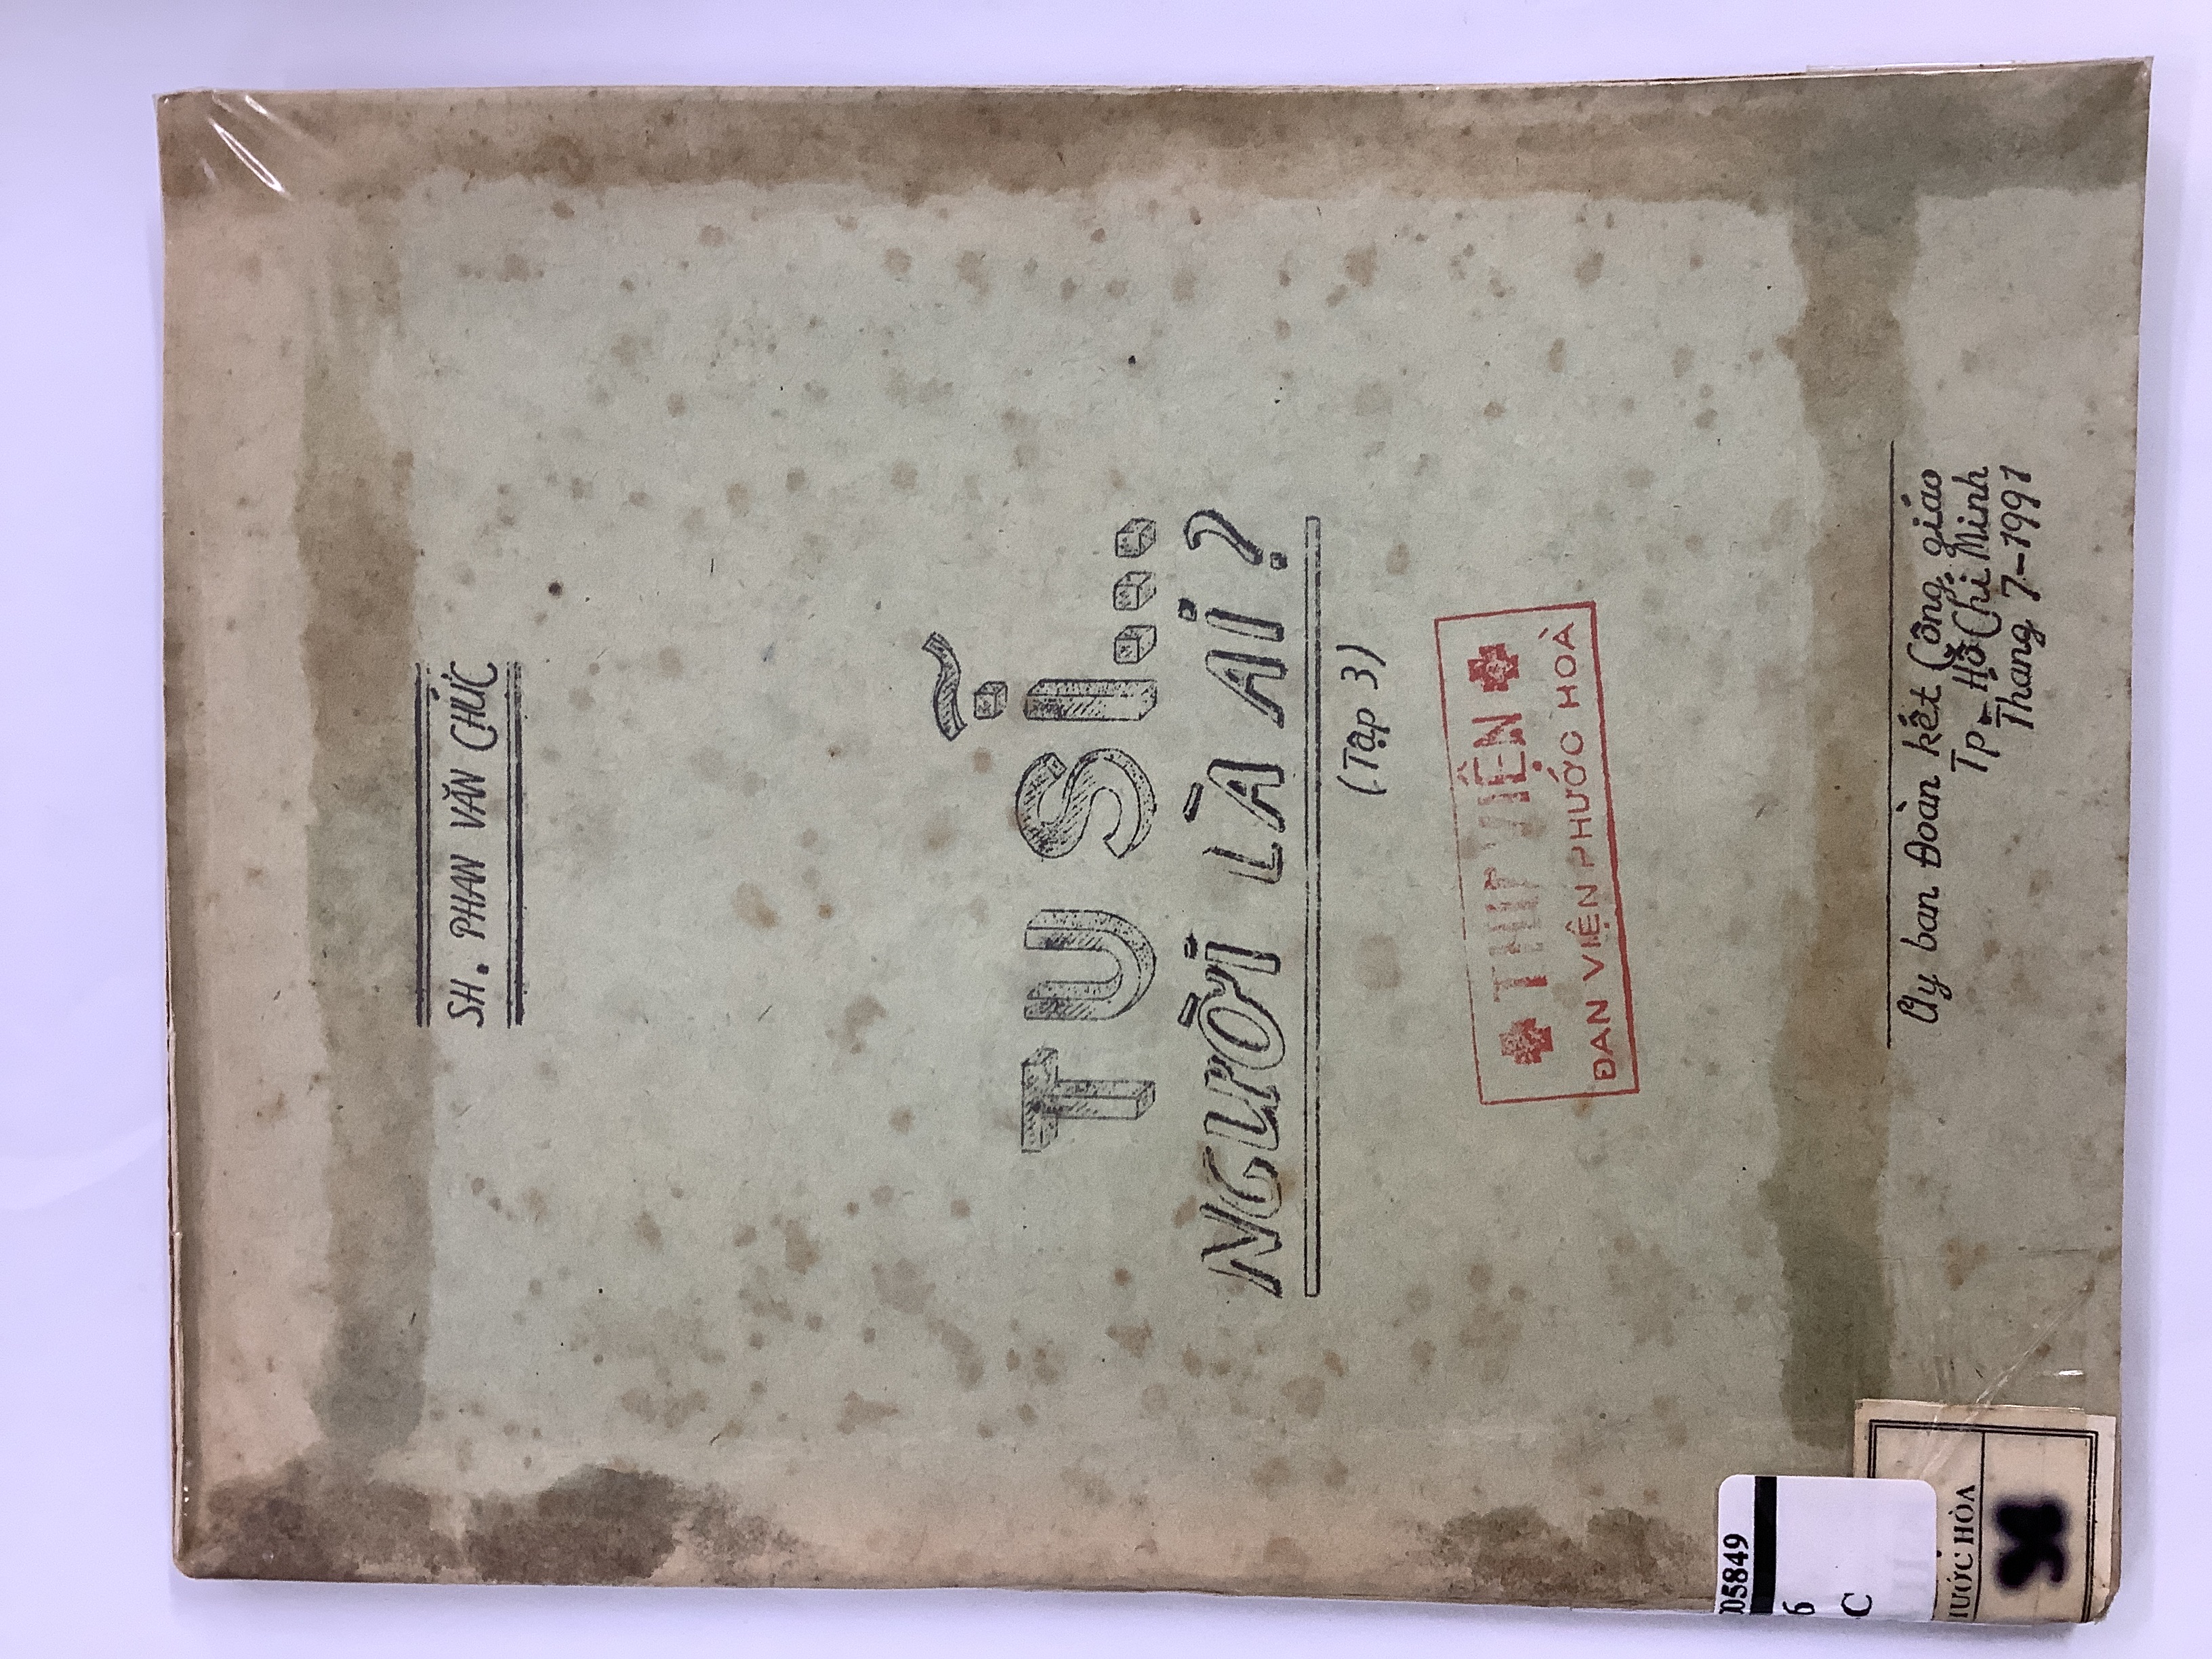 SH. PHAN VĂN CHỨC
TU SĨ...
NGƯỜI LÀ AI?
(Tập 3)
THƯ VIỆN
ĐAN VIỆN PHƯỚC HOÀ
Ủy ban Đoàn kết Công giáo
Tp - Hồ Chí Minh
Tháng 7-1991
05849
6
C
ƯỚC HÒA